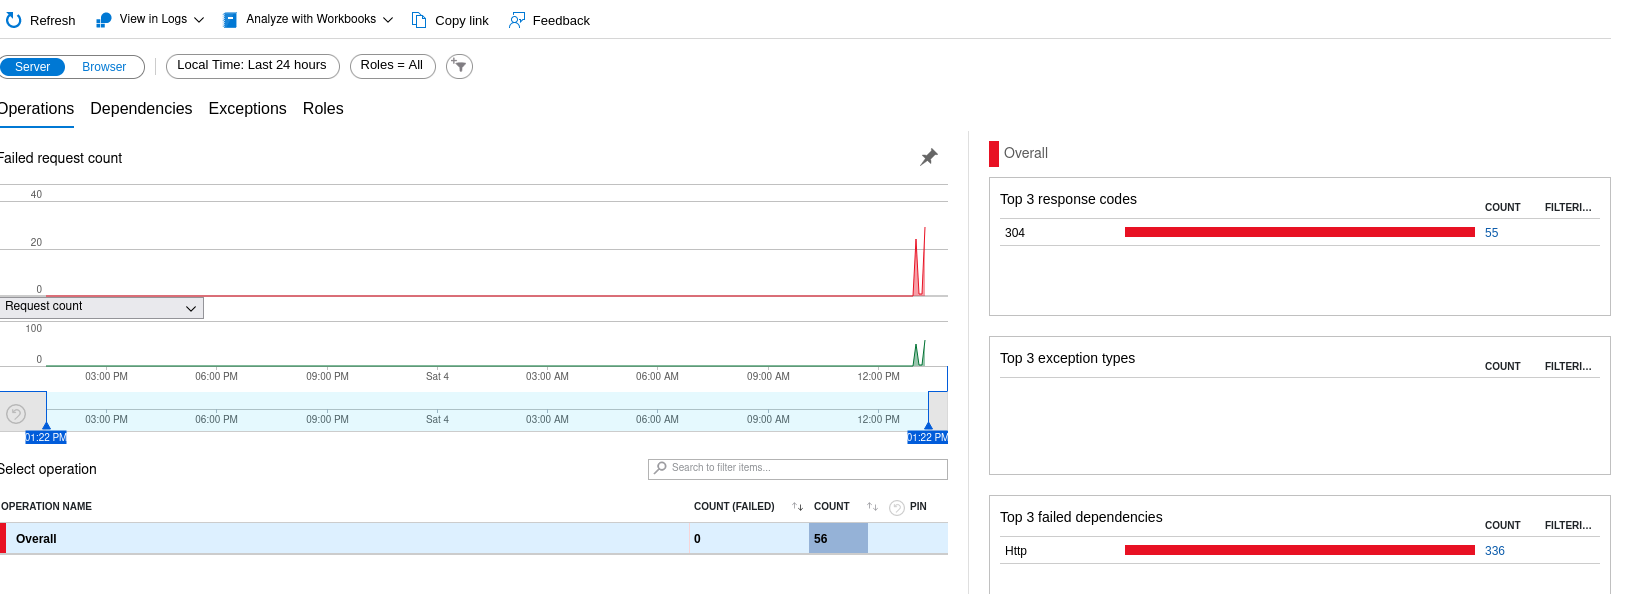 Refresh View in Logs Analyze with Workbooks Copy link Feedback
Server Browser Local Time: Last 24 hours Roles = All
Operations Dependencies Exceptions Roles
Failed request count
40
20
0
Request count
100
0
03:00 PM 06:00 PM 09:00 PM Sat 4 03:00 AM 06:00 AM 09:00 AM 12:00 PM
03:00 PM 06:00 PM 09:00 PM Sat 4 03:00 AM 06:00 AM 09:00 AM 12:00 PM
01:22 PM 01:22 PM
Select operation Search to filter items...
OPERATION NAME COUNT (FAILED) COUNT PIN
Overall 0 56
Overall
Top 3 response codes
COUNT FILTERI...
304 55
Top 3 exception types
COUNT FILTERI...
Top 3 failed dependencies
COUNT FILTERI...
Http 336